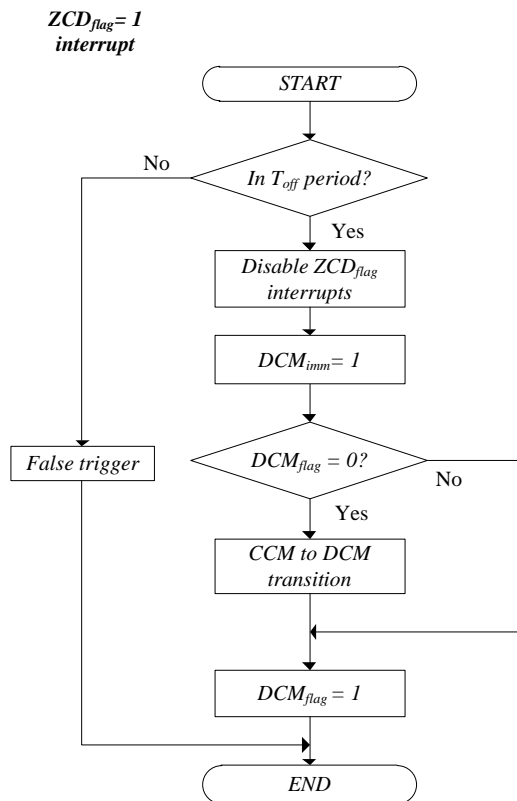 ZCDflag= 1
interrupt
START
No
In Toff period?
Yes
Disable ZCDflag
interrupts
DCMimm= 1
False trigger
DCMflag = 0?
No
Yes
CCM to DCM
transition
DCMflag = 1
END